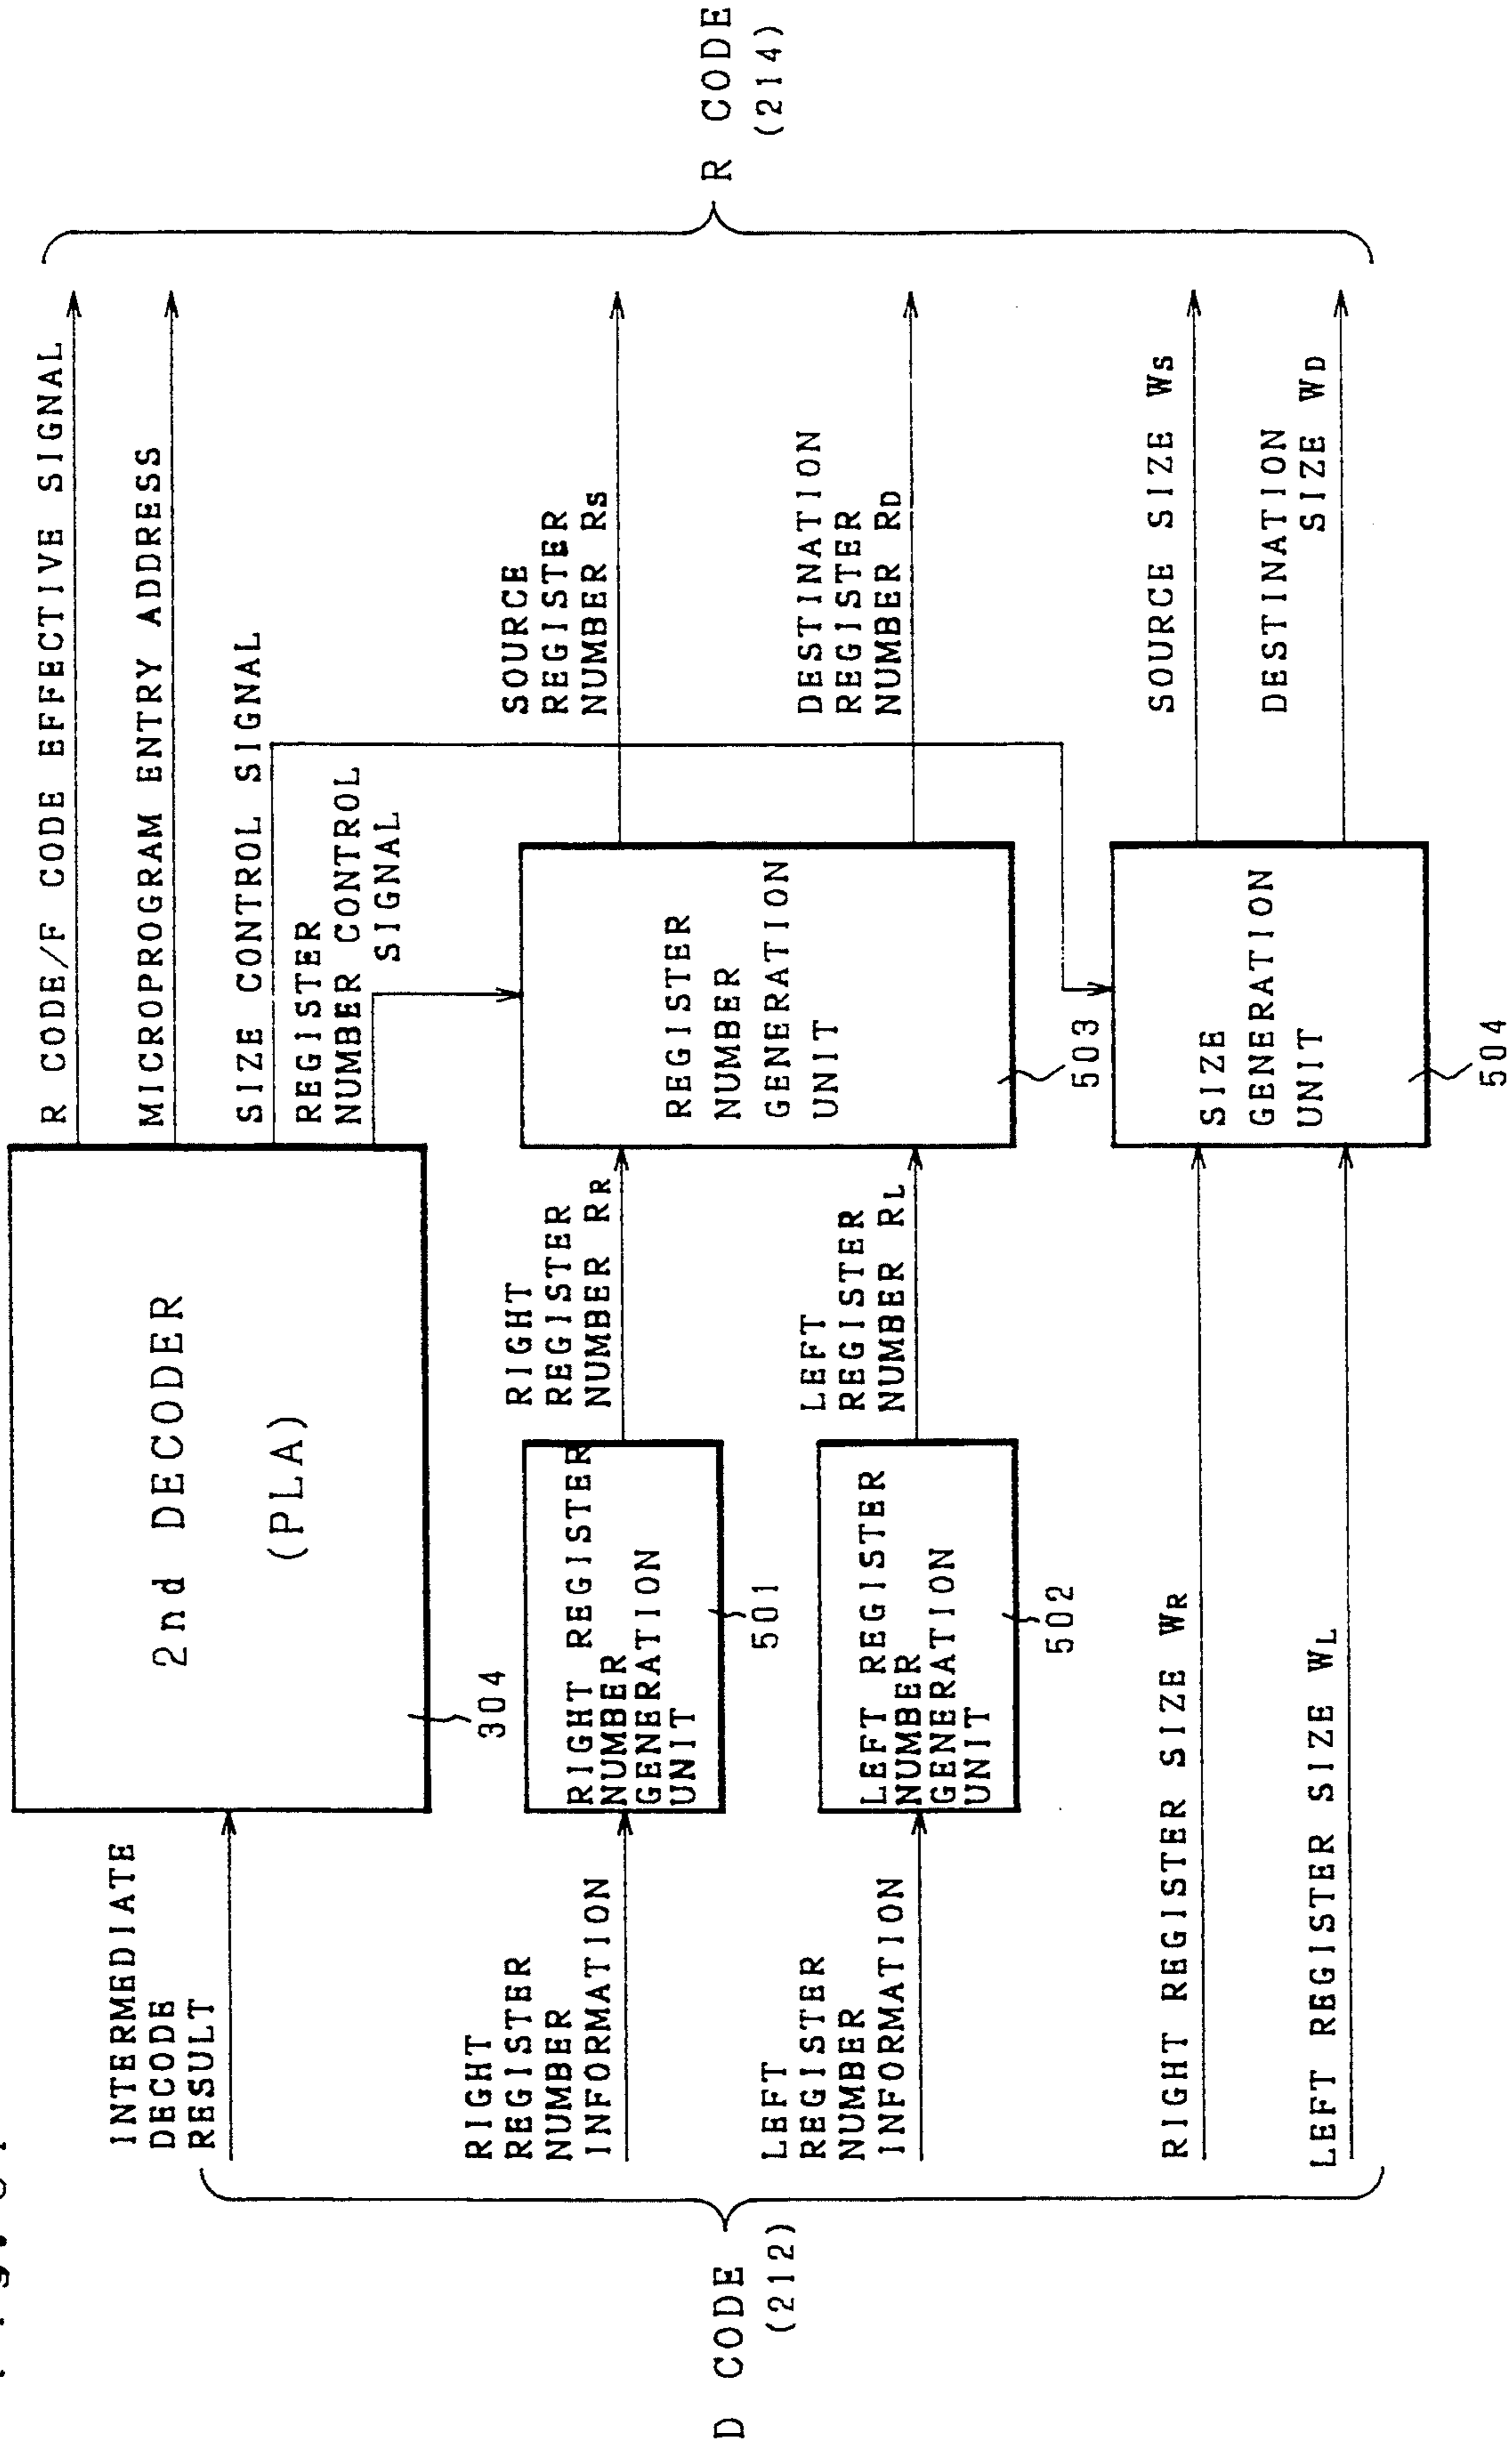 R CODE/F CODE EFFECTIVE SIGNAL
MICROPROGRAM ENTRY ADDRESS
SIZE CONTROL SIGNAL
REGISTER
NUMBER CONTROL
SIGNAL
2nd DECODER
(PLA)
304
INTERMEDIATE
DECODE
RESULT
RIGHT
REGISTER
NUMBER
INFORMATION
RIGHT REGISTER
NUMBER
GENERATION
UNIT
501
RIGHT
REGISTER
NUMBER RR
REGISTER
NUMBER
GENERATION
UNIT
503
SOURCE
REGISTER
NUMBER RS
DESTINATION
REGISTER
NUMBER RD
LEFT
REGISTER
NUMBER
INFORMATION
LEFT REGISTER
NUMBER
GENERATION
UNIT
502
LEFT
REGISTER
NUMBER RL
RIGHT REGISTER SIZE WR
LEFT REGISTER SIZE WL
SIZE
GENERATION
UNIT
504
SOURCE SIZE WS
DESTINATION
SIZE WD
D CODE
(212)
R CODE
(214)